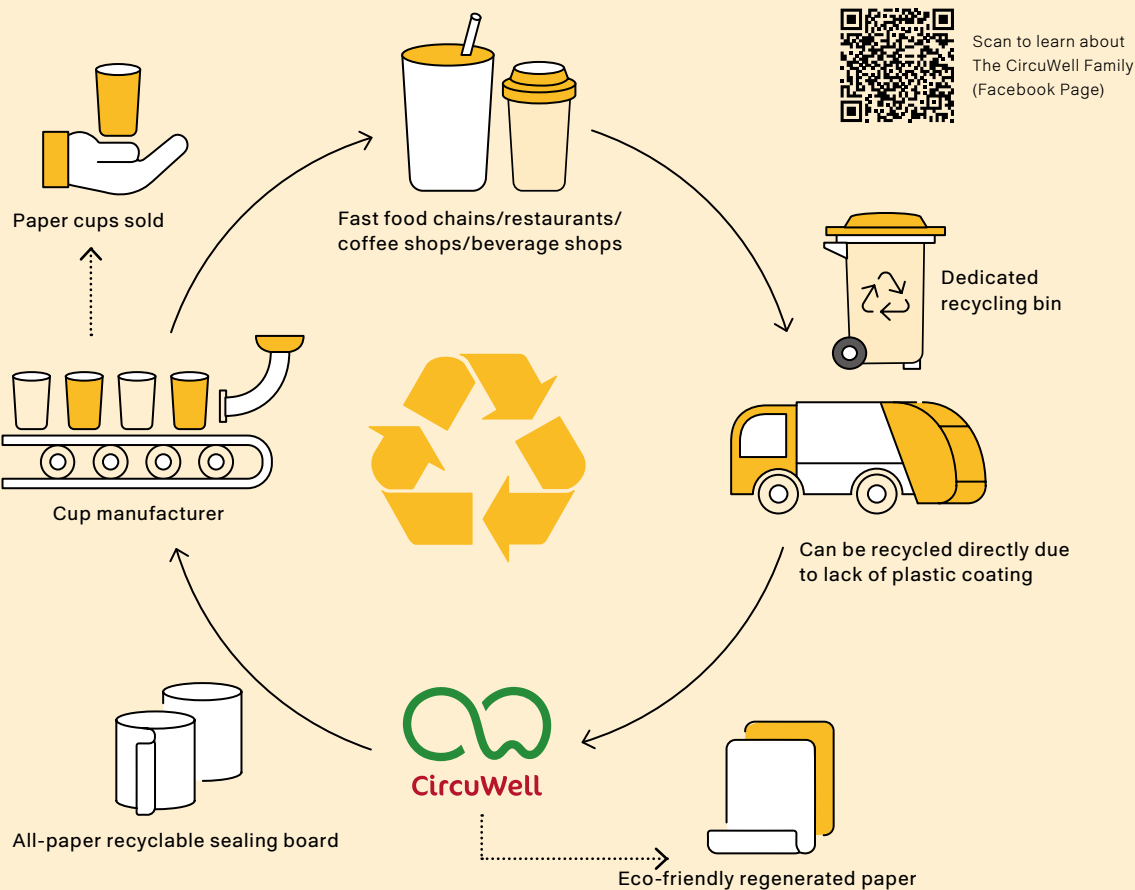 Scan to learn about
The CircuWell Family
(Facebook Page)
Paper cups sold
Fast food chains/restaurants/
coffee shops/beverage shops
Dedicated
recycling bin
Cup manufacturer
Can be recycled directly due
to lack of plastic coating
CircuWell
All-paper recyclable sealing board
Eco-friendly regenerated paper